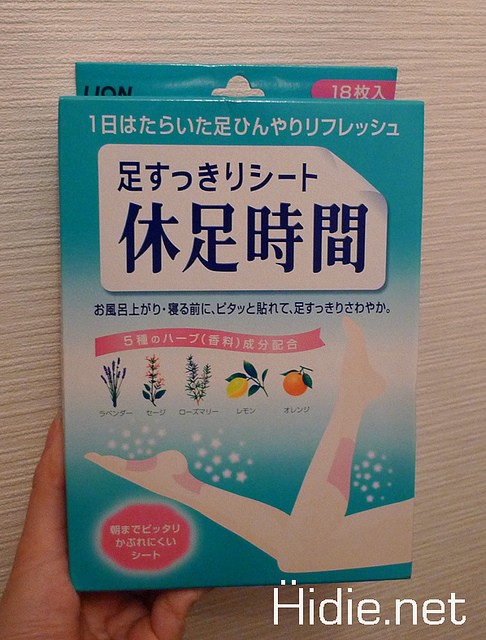 LION
18枚入
1日はたらいた足ひんやりリフレッシュ
足すっきりシート
休足時間
お風呂上がり・寝る前に、ピタッと貼れて、足すっきりさわやか。
5種のハーブ(香料)成分配合
ラベンダー セージ ローズマリー レモン オレンジ
朝までピッタリ
かぶれにくい
シート
Hidie.net